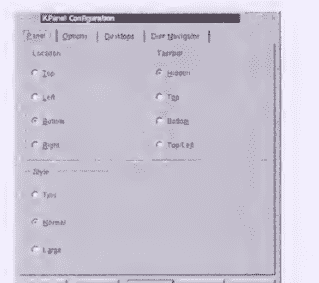 KPanel Configuration
Panel Options Desktops Disk Navigator
Location Taskbar
Top Hidden
Left Top
Bottom Bottom
Right Top/Left
Style
Tiny
Normal
Large